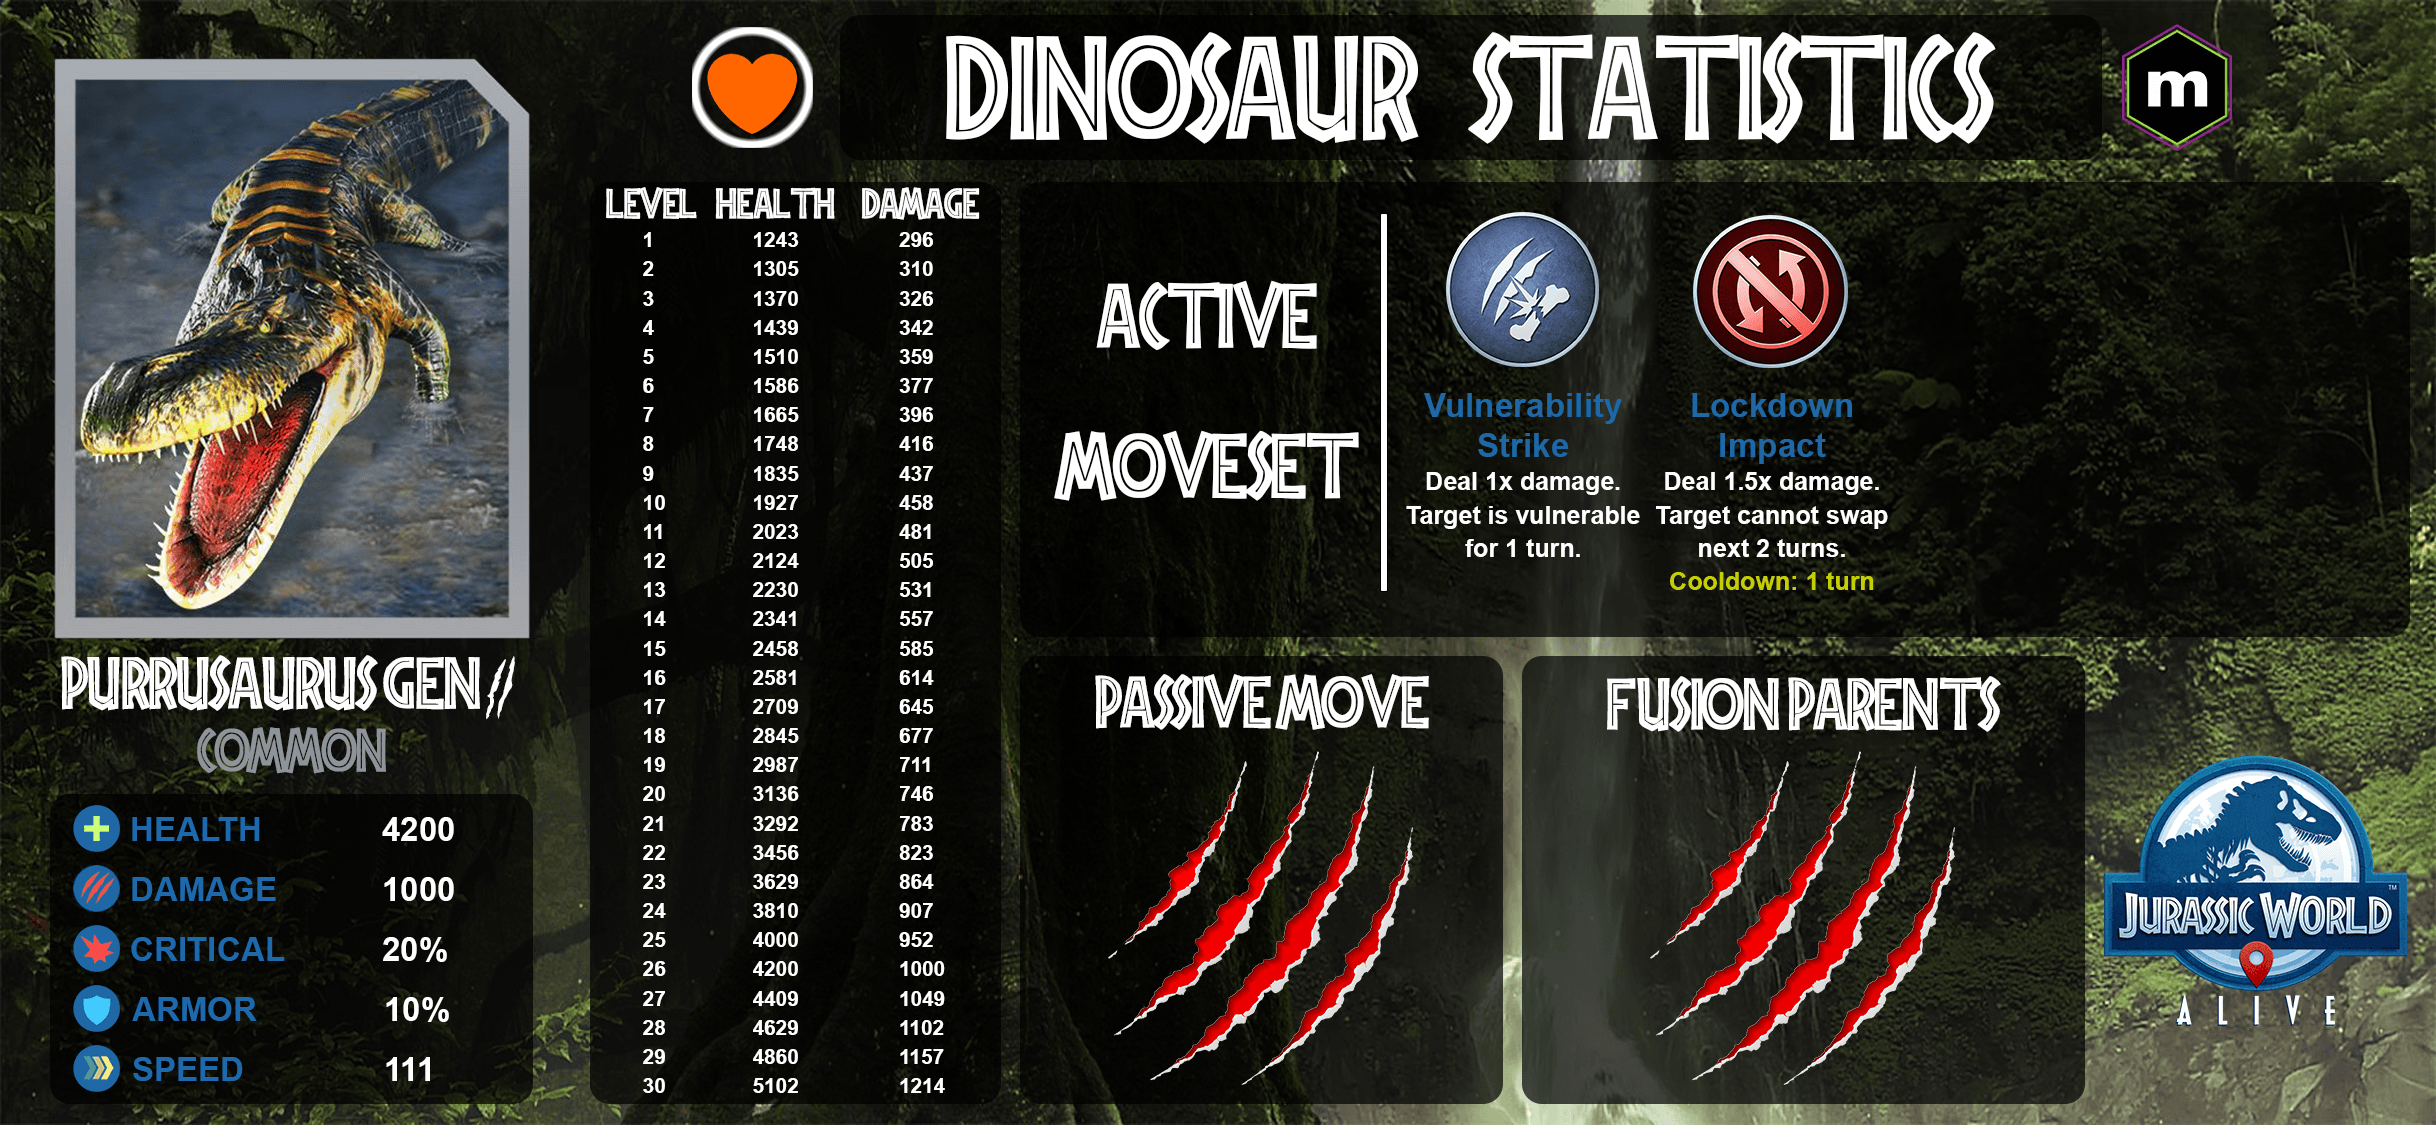 DINOSAUR STATISTICS
m
PURRUSAURUS GEN II
COMMON
HEALTH 4200
DAMAGE 1000
CRITICAL 20%
ARMOR 10%
SPEED 111
LEVEL HEALTH DAMAGE
1 1243 296
2 1305 310
3 1370 326
4 1439 342
5 1510 359
6 1586 377
7 1665 396
8 1748 416
9 1835 437
10 1927 458
11 2023 481
12 2124 505
13 2230 531
14 2341 557
15 2458 585
16 2581 614
17 2709 645
18 2845 677
19 2987 711
20 3136 746
21 3292 783
22 3456 823
23 3629 864
24 3810 907
25 4000 952
26 4200 1000
27 4409 1049
28 4629 1102
29 4860 1157
30 5102 1214
ACTIVE
MOVESET
Vulnerability
Strike
Deal 1x damage.
Target is vulnerable
for 1 turn.
Lockdown
Impact
Deal 1.5x damage.
Target cannot swap
next 2 turns.
Cooldown: 1 turn
PASSIVE MOVE
FUSION PARENTS
JURASSIC WORLD™
ALIVE